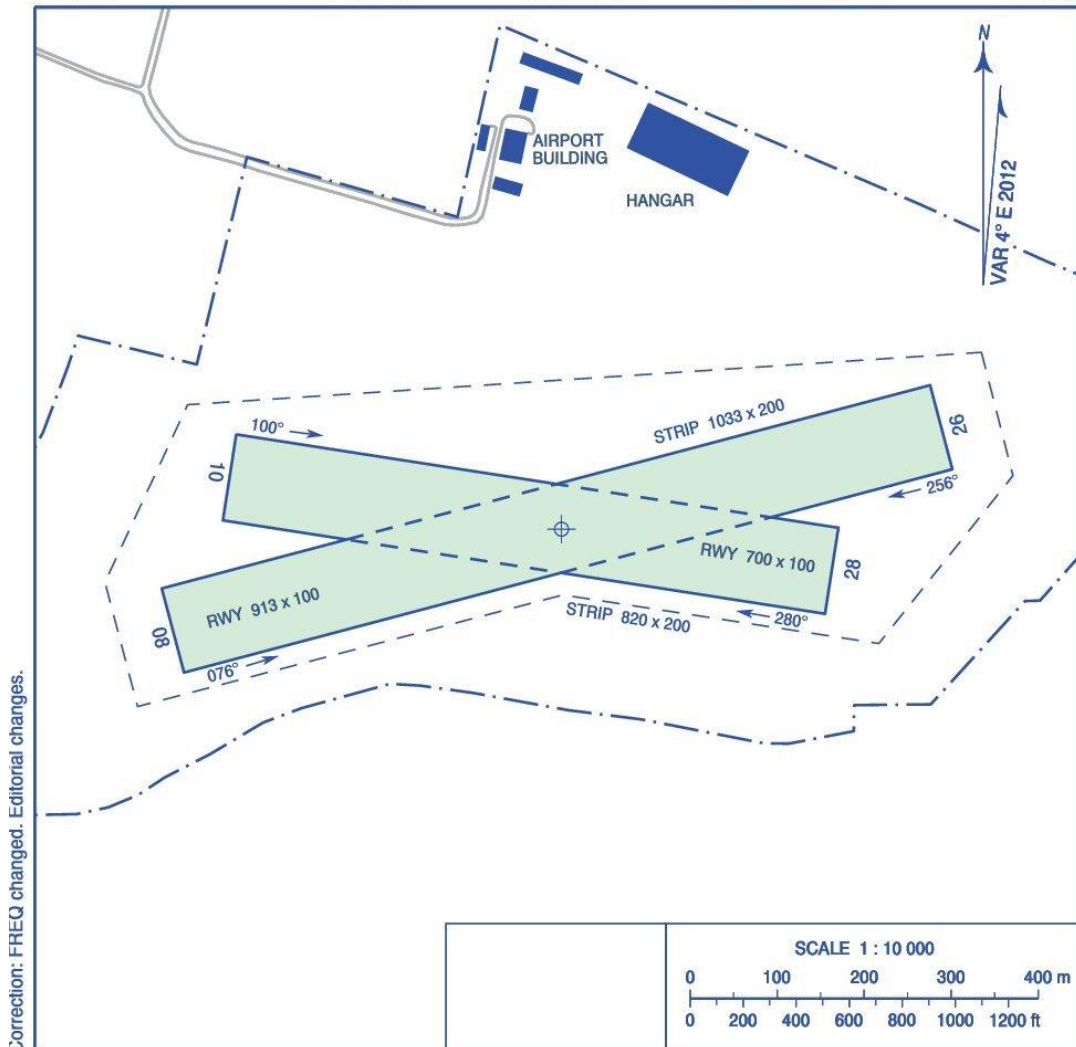 N
VAR 4° E 2012
AIRPORT
BUILDING
HANGAR
100°
10
STRIP 1033 x 200
26
256°
RWY 700 x 100
28
RWY 913 x 100
08
076°
STRIP 820 x 200
280°
Correction: FREQ changed. Editorial changes.
SCALE 1 : 10 000
0 100 200 300 400 m
0 200 400 600 800 1000 1200 ft